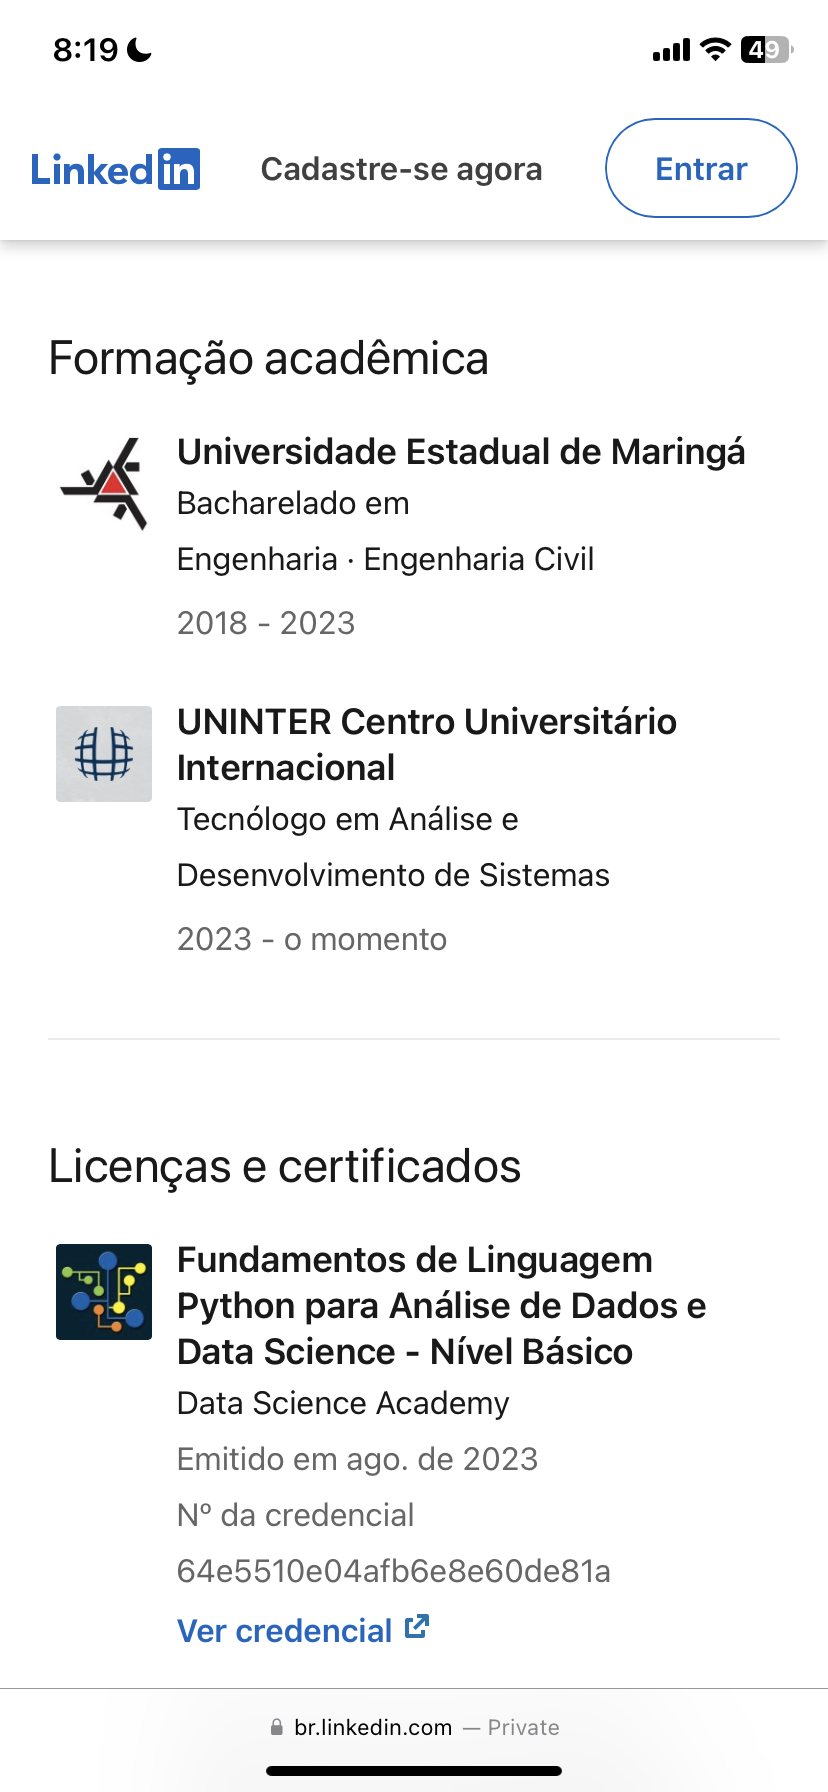 8:19
49
Linkedin
Cadastre-se agora
Entrar
Formação acadêmica
Universidade Estadual de Maringá
Bacharelado em
Engenharia · Engenharia Civil
2018 - 2023
UNINTER Centro Universitário
Internacional
Tecnólogo em Análise e
Desenvolvimento de Sistemas
2023 - o momento
Licenças e certificados
Fundamentos de Linguagem
Python para Análise de Dados e
Data Science - Nível Básico
Data Science Academy
Emitido em ago. de 2023
Nº da credencial
64e5510e04afb6e8e60de81a
Ver credencial
br.linkedin.com — Private